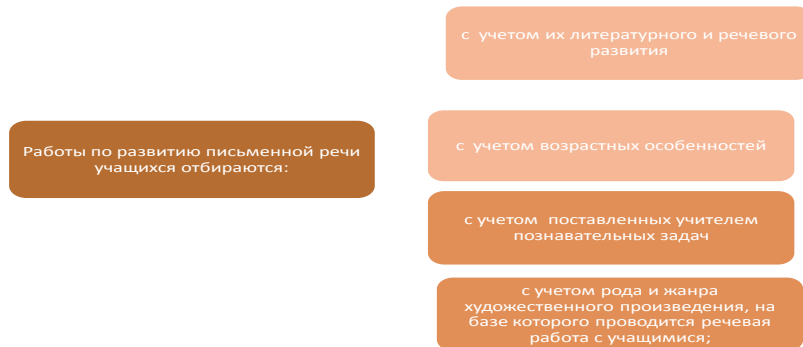 с учетом их литературного и речевого
развития
Работы по развитию письменной речи
учащихся отбираются:
с учетом возрастных особенностей
с учетом поставленных учителем
познавательных задач
с учетом рода и жанра
художественного произведения, на
базе которого проводится речевая
работа с учащимися;